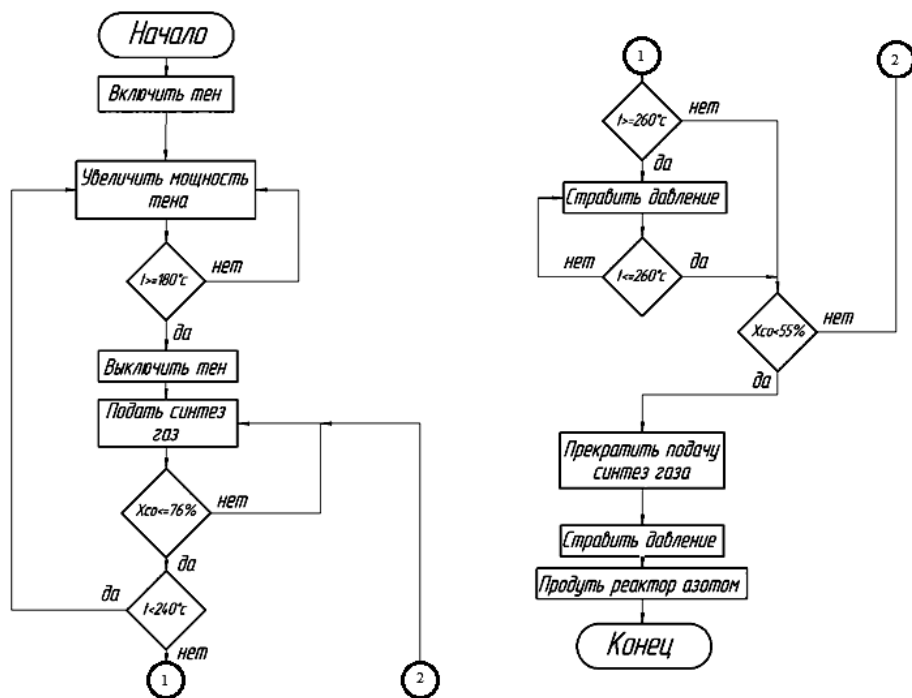 Начало
Включить тен
Увеличить мощность
тена
t>=180°с
нет
да
Выключить тен
Подать синтез
газ
Xco<=76%
нет
да
да
t<240°с
нет
1
2
1
2
t>=260°с
нет
да
Стравить давление
нет
t<=260°с
да
Xco<55%
нет
да
Прекратить подачу
синтез газа
Стравить давление
Продуть реактор азотом
Конец